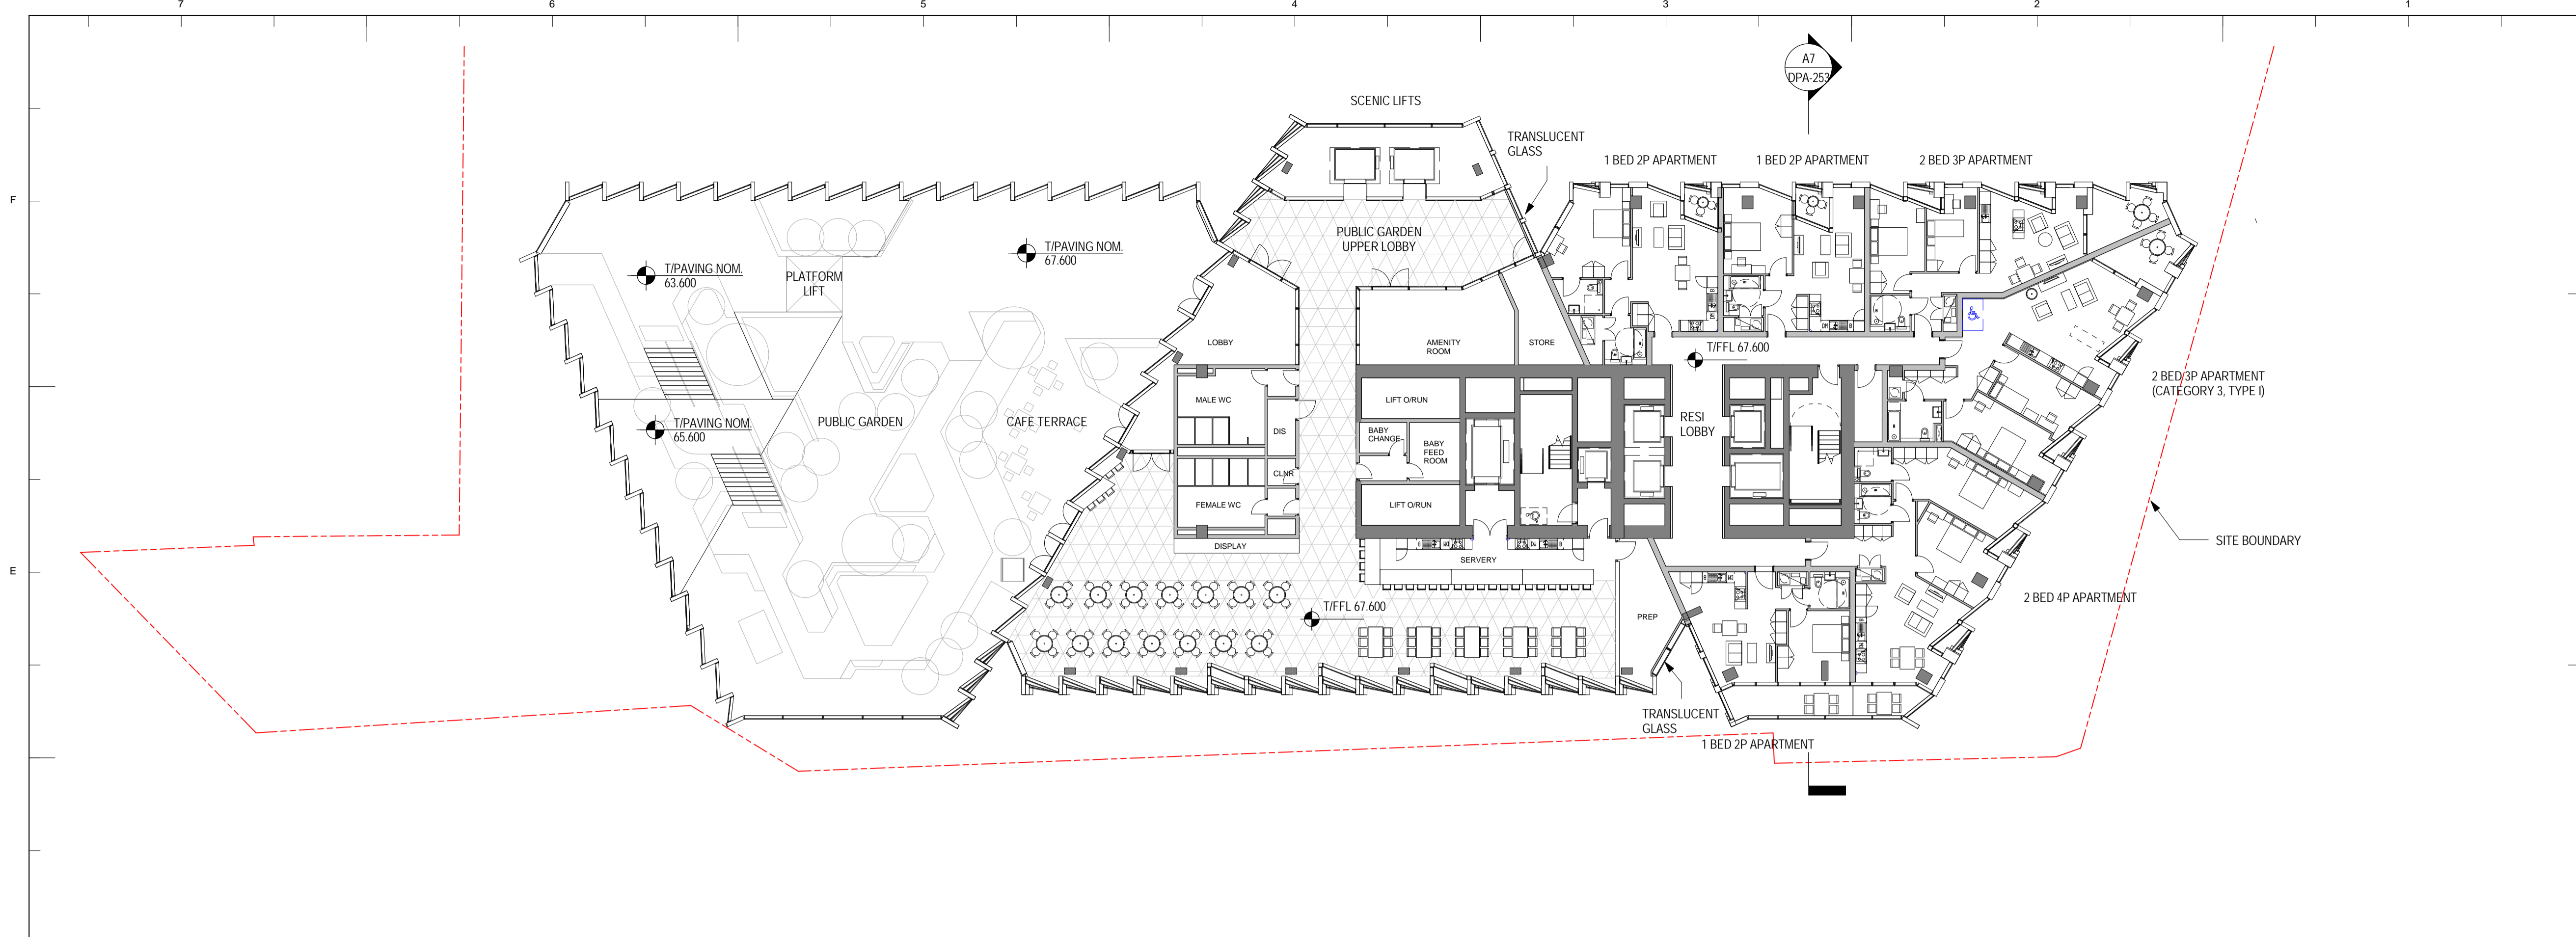 7
6
5
4
3
2
1
A7
DPA-253
SCENIC LIFTS
TRANSLUCENT
GLASS
1 BED 2P APARTMENT
1 BED 2P APARTMENT
2 BED 3P APARTMENT
F
PUBLIC GARDEN
UPPER LOBBY
T/PAVING NOM.
67.600
T/PAVING NOM.
63.600
PLATFORM
LIFT
LOBBY
AMENITY
ROOM
STORE
T/FFL 67.600
2 BED/3P APARTMENT
(CATEGORY 3, TYPE I)
MALE WC
LIFT O/RUN
T/PAVING NOM.
65.600
PUBLIC GARDEN
CAFE TERRACE
DIS
BABY
CHANGE
BABY
FEED
ROOM
RESI
LOBBY
CLNR
FEMALE WC
LIFT O/RUN
SITE BOUNDARY
DISPLAY
SERVERY
E
T/FFL 67.600
PREP
2 BED 4P APARTMENT
TRANSLUCENT
GLASS
1 BED 2P APARTMENT